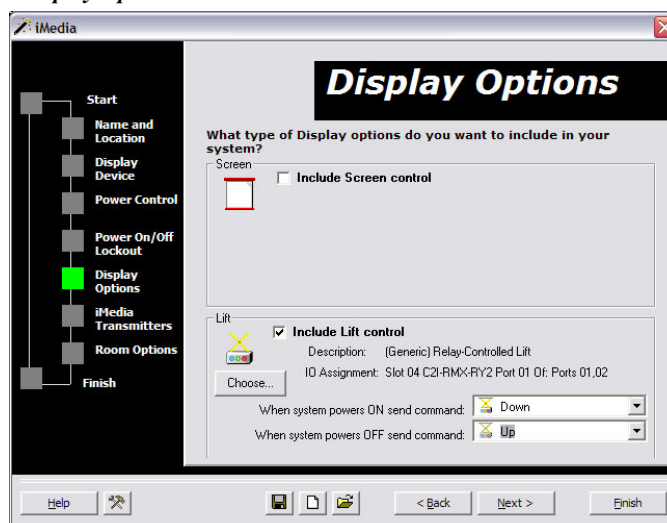 iMedia
Display Options
Start
Name and
Location
Display
Device
Power Control
Power On/Off
Lockout
Display
Options
iMedia
Transmitters
Room Options
Finish
What type of Display options do you want to include in your
system?
Screen
Include Screen control
Lift
Include Lift control
Description: (Generic) Relay-Controlled Lift
IO Assignment: Slot 04 C2I-RMX-RY2 Port 01 Of: Ports 01,02
Choose...
When system powers ON send command: Down
When system powers OFF send command: Up
Help
< Back
Next >
Finish